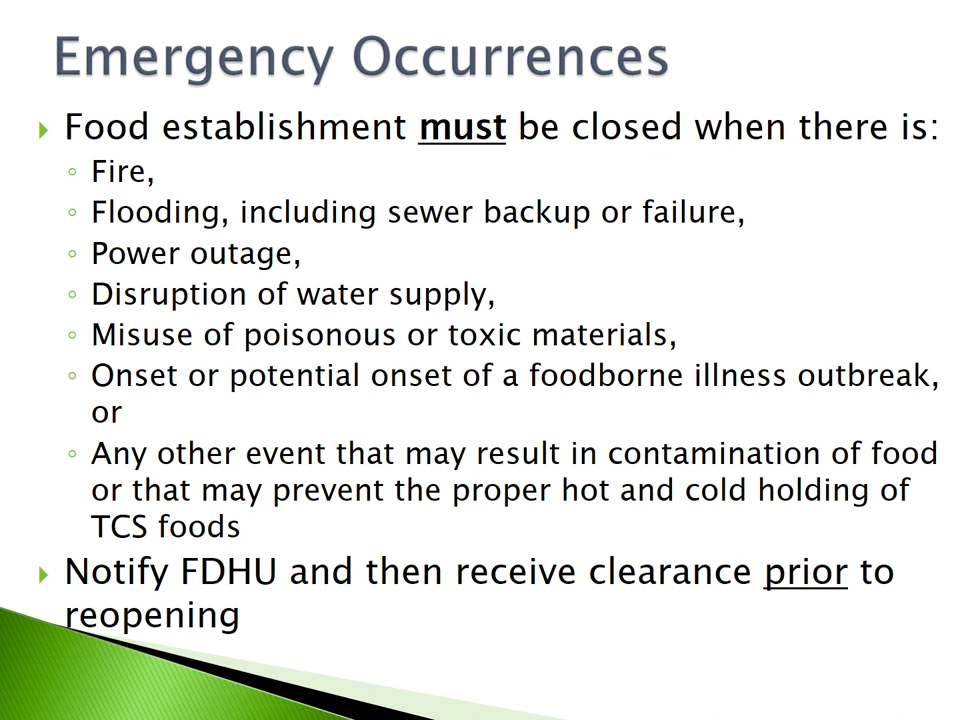 Emergency Occurrences
Food establishment must be closed when there is:
Fire,
Flooding, including sewer backup or failure,
Power outage,
Disruption of water supply,
Misuse of poisonous or toxic materials,
Onset or potential onset of a foodborne illness outbreak,
or
Any other event that may result in contamination of food
or that may prevent the proper hot and cold holding of
TCS foods
Notify FDHU and then receive clearance prior to
reopening